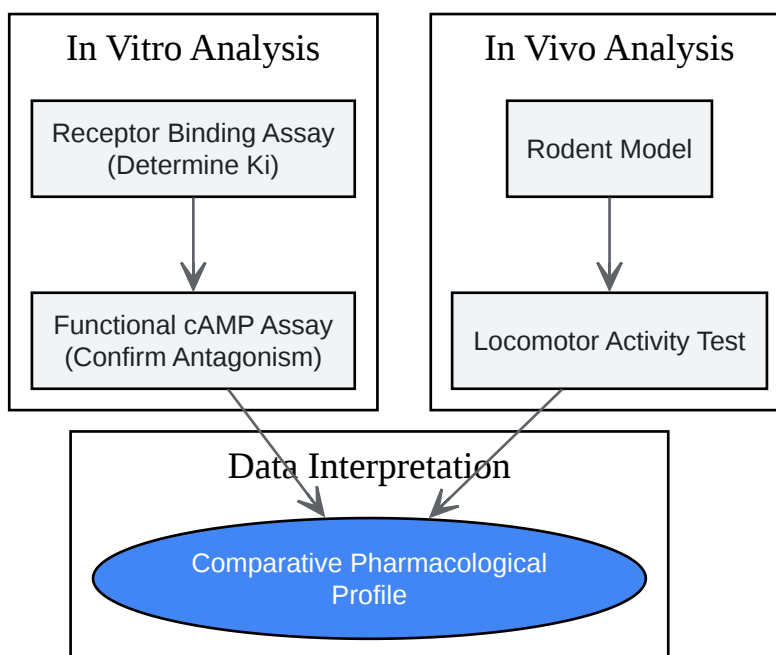 In Vitro Analysis
Receptor Binding Assay
(Determine Ki)
Functional cAMP Assay
(Confirm Antagonism)
In Vivo Analysis
Rodent Model
Locomotor Activity Test
Data Interpretation
Comparative Pharmacological
Profile